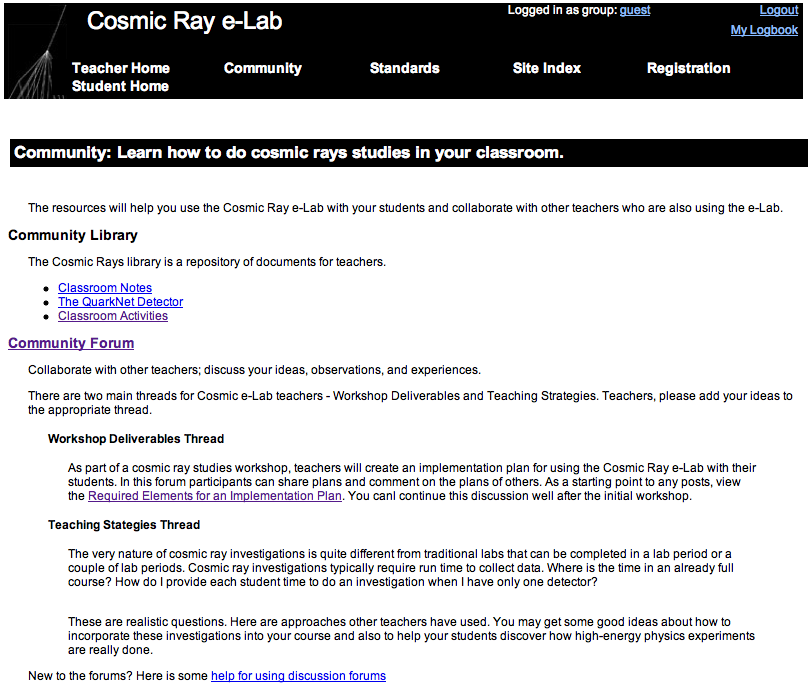 Cosmic Ray e-Lab
Logged in as group: guest
Logout
My Logbook
Teacher Home
Community
Standards
Site Index
Registration
Student Home
Community: Learn how to do cosmic rays studies in your classroom.
The resources will help you use the Cosmic Ray e-Lab with your students and collaborate with other teachers who are also using the e-Lab.
Community Library
The Cosmic Rays library is a repository of documents for teachers.
Classroom Notes
The QuarkNet Detector
Classroom Activities
Community Forum
Collaborate with other teachers; discuss your ideas, observations, and experiences.
There are two main threads for Cosmic e-Lab teachers - Workshop Deliverables and Teaching Strategies. Teachers, please add your ideas to
the appropriate thread.
Workshop Deliverables Thread
As part of a cosmic ray studies workshop, teachers will create an implementation plan for using the Cosmic Ray e-Lab with their
students. In this forum participants can share plans and comment on the plans of others. As a starting point to any posts, view
the Required Elements for an Implementation Plan. You canl continue this discussion well after the initial workshop.
Teaching Stategies Thread
The very nature of cosmic ray investigations is quite different from traditional labs that can be completed in a lab period or a
couple of lab periods. Cosmic ray investigations typically require run time to collect data. Where is the time in an already full
course? How do I provide each student time to do an investigation when I have only one detector?
These are realistic questions. Here are approaches other teachers have used. You may get some good ideas about how to
incorporate these investigations into your course and also to help your students discover how high-energy physics experiments
are really done.
New to the forums? Here is some help for using discussion forums